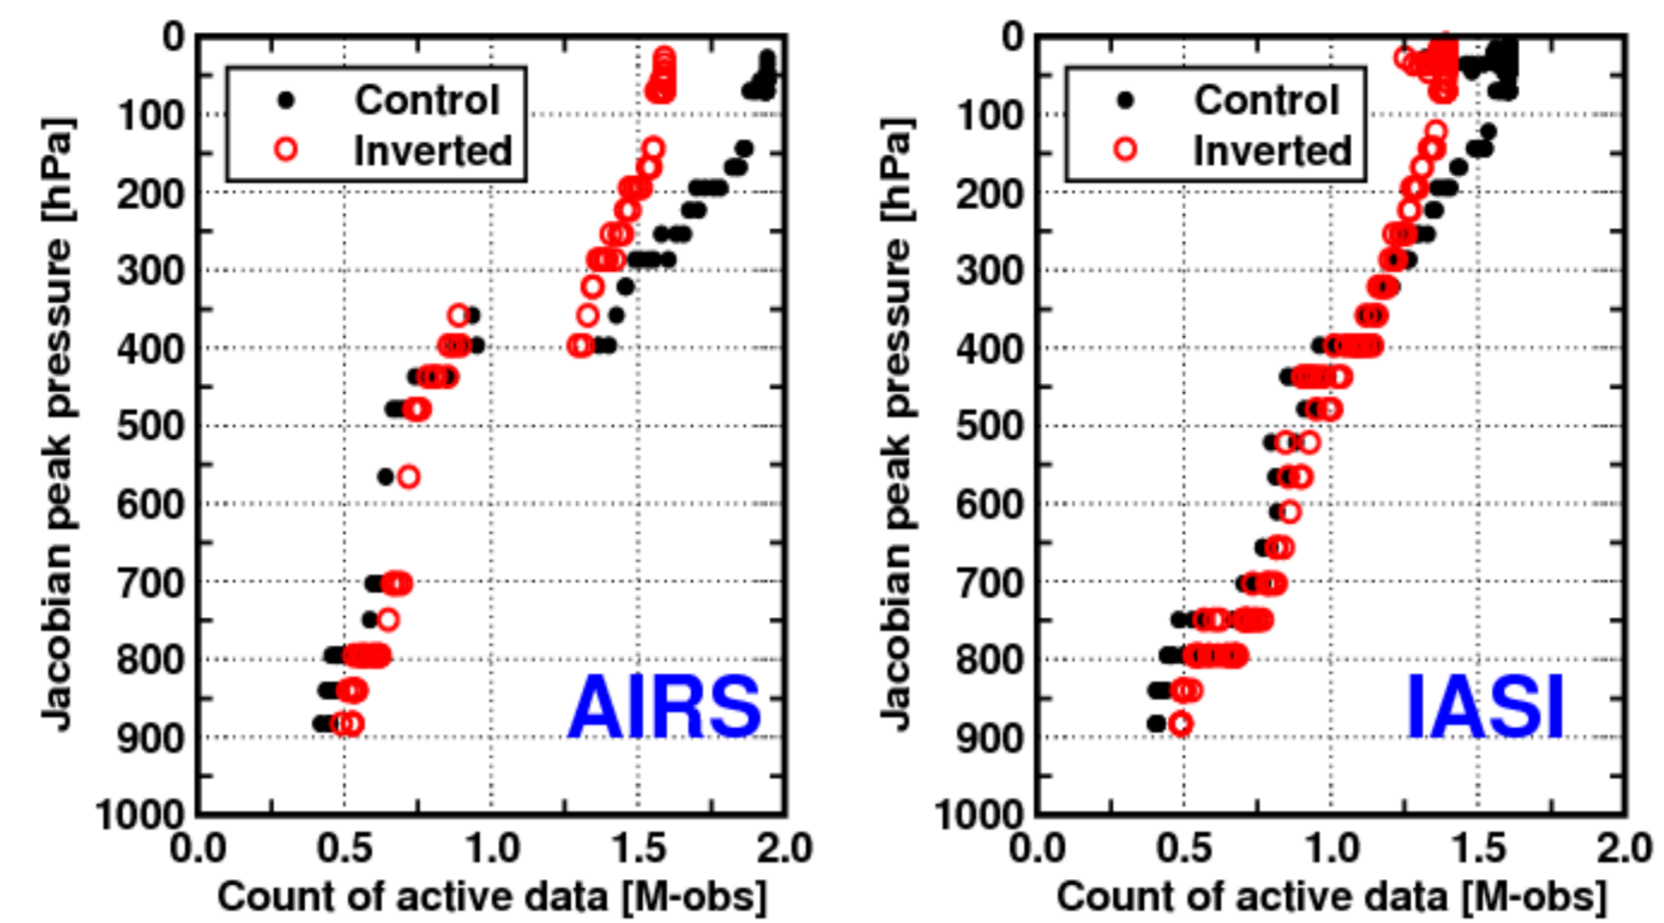 0
100
200
300
400
500
600
700
800
900
1000
Jacobian peak pressure [hPa]
Control
Inverted
AIRS
0.0 0.5 1.0 1.5 2.0
Count of active data [M-obs]
0
100
200
300
400
500
600
700
800
900
1000
Jacobian peak pressure [hPa]
Control
Inverted
IASI
0.0 0.5 1.0 1.5 2.0
Count of active data [M-obs]